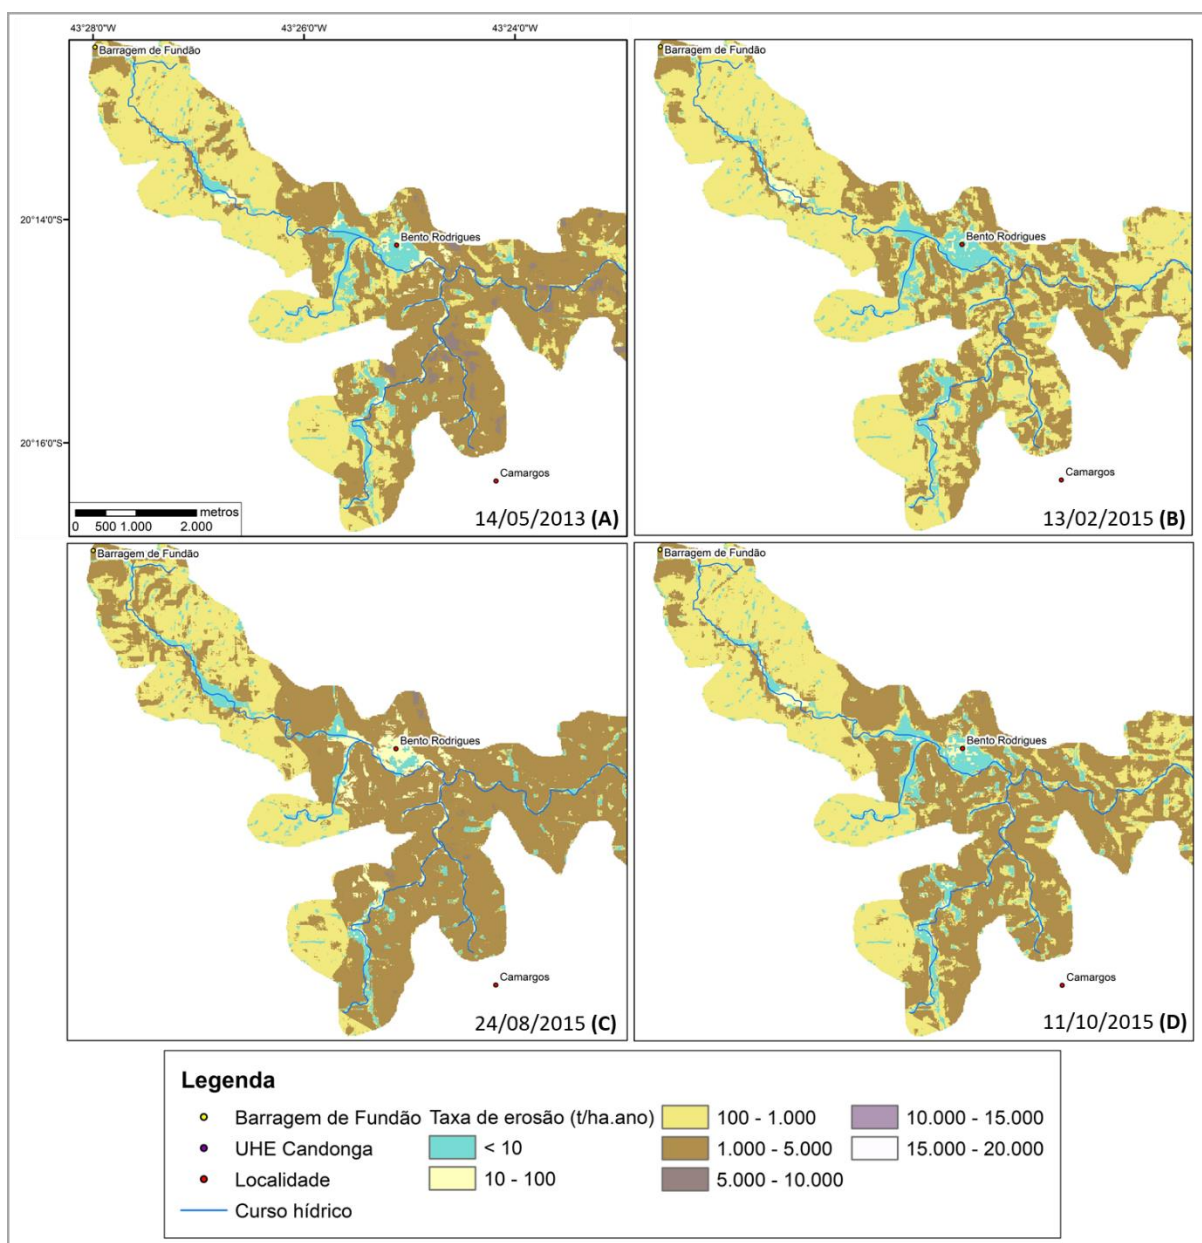 43°28'0"W 43°26'0"W 43°24'0"W
Barragem de Fundão
Barragem de Fundão
20°14'0"S
Bento Rodrigues
Bento Rodrigues
20°16'0"S
Camargos
Camargos
metros
0 500 1.000 2.000
14/05/2013 (A)
13/02/2015 (B)
Barragem de Fundão
Barragem de Fundão
Bento Rodrigues
Bento Rodrigues
Camargos
Camargos
24/08/2015 (C)
11/10/2015 (D)
Legenda
Barragem de Fundão
UHE Candonga
Localidade
Curso hídrico
Taxa de erosão (t/ha.ano)
< 10
10 - 100
100 - 1.000
1.000 - 5.000
5.000 - 10.000
10.000 - 15.000
15.000 - 20.000